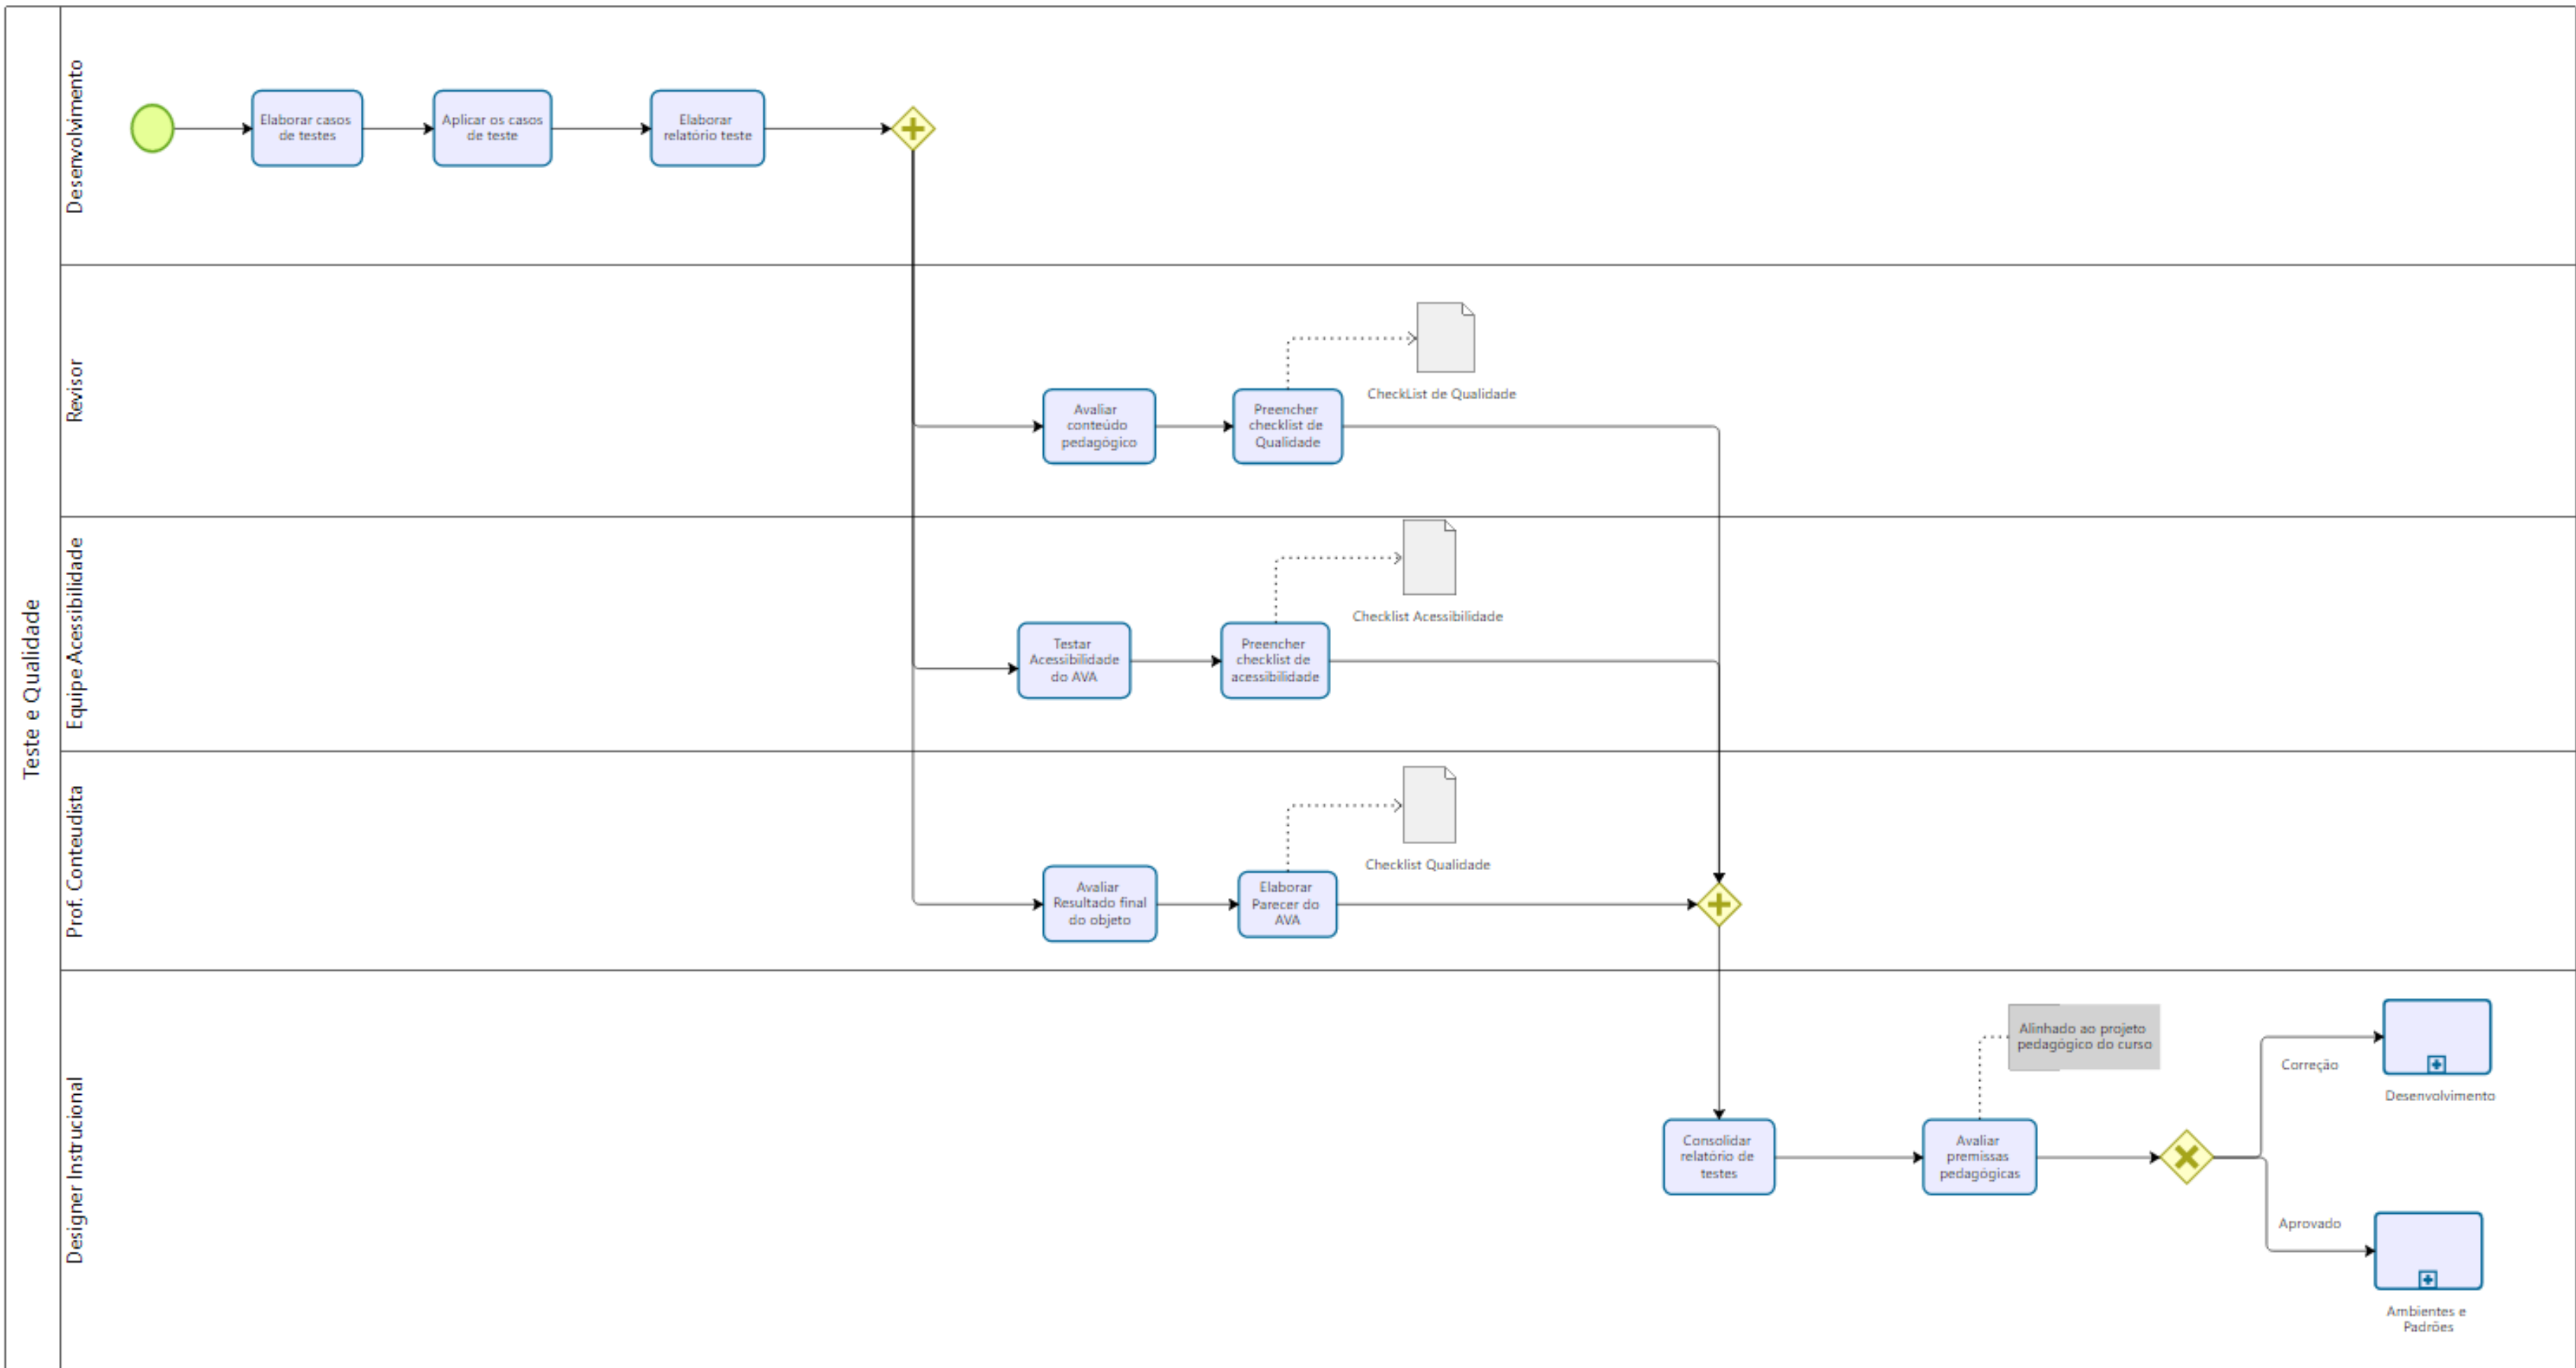 Teste e Qualidade
Desenvolvimento
Elaborar casos
de testes
Aplicar os casos
de teste
Elaborar
relatório teste
Revisor
Avaliar
conteúdo
pedagógico
Preencher
checklist de
Qualidade
CheckList de Qualidade
Equipe Acessibilidade
Testar
Acessibilidade
do AVA
Preencher
checklist de
acessibilidade
Checklist Acessibilidade
Prof. Conteudista
Avaliar
Resultado final
do objeto
Elaborar
Parecer do
AVA
Checklist Qualidade
Designer Instrucional
Consolidar
relatório de
testes
Avaliar
premissas
pedagógicas
Alinhado ao projeto
pedagógico do curso
Correção
Desenvolvimento
Aprovado
Ambientes e
Padrões